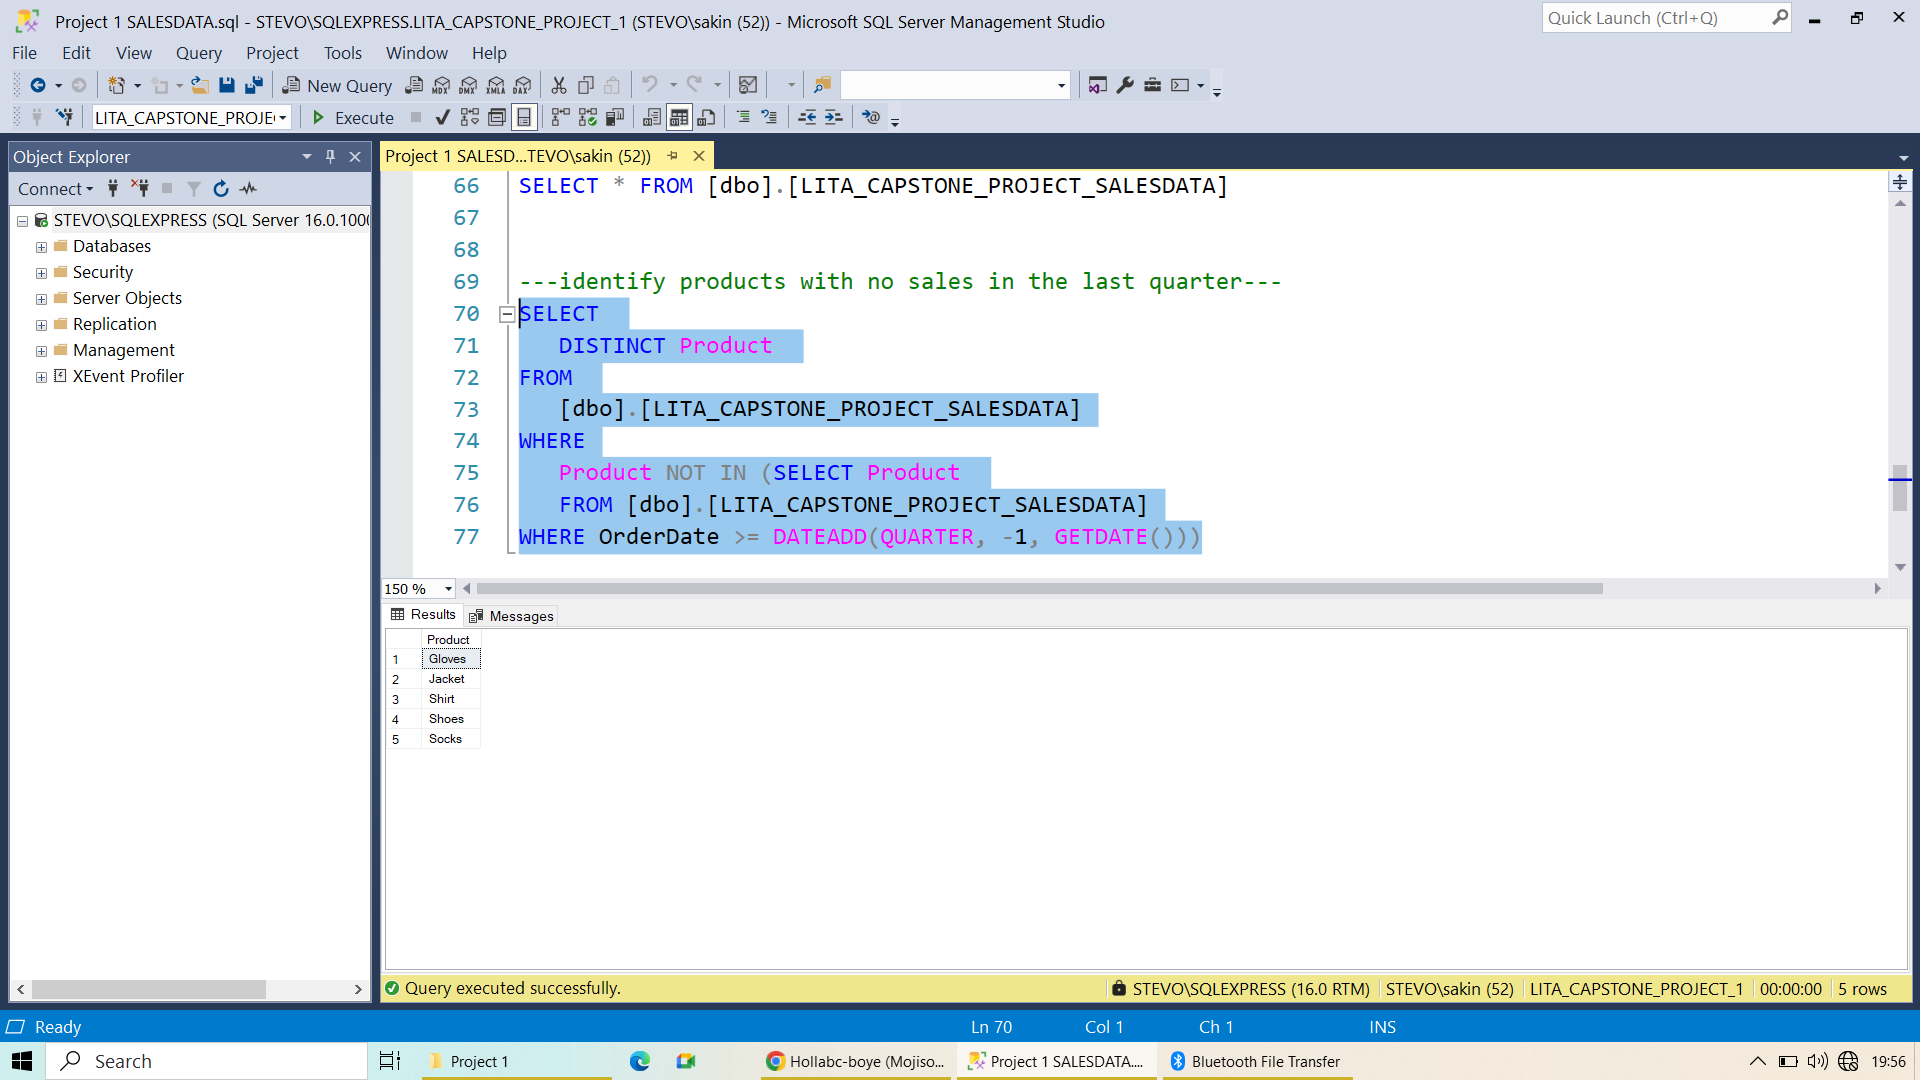 Project 1 SALESDATA.sql - STEVO\SQLEXPRESS.LITA_CAPSTONE_PROJECT_1 (STEVO\sakin (52)) - Microsoft SQL Server Management Studio
Quick Launch (Ctrl+Q)
File Edit View Query Project Tools Window Help
New Query MDX DMX XMLA DAX
LITA_CAPSTONE_PROJE Execute
Object Explorer
Project 1 SALESD...TEVO\sakin (52))
Connect
STEVO\SQLEXPRESS (SQL Server 16.0.1000
Databases
Security
Server Objects
Replication
Management
XEvent Profiler
66 SELECT * FROM [dbo].[LITA_CAPSTONE_PROJECT_SALESDATA]
67
68
69 ---identify products with no sales in the last quarter---
70 SELECT
71 DISTINCT Product
72 FROM
73 [dbo].[LITA_CAPSTONE_PROJECT_SALESDATA]
74 WHERE
75 Product NOT IN (SELECT Product
76 FROM [dbo].[LITA_CAPSTONE_PROJECT_SALESDATA]
77 WHERE OrderDate >= DATEADD(QUARTER, -1, GETDATE()))
150 %
Results Messages
Product
1 Gloves
2 Jacket
3 Shirt
4 Shoes
5 Socks
Query executed successfully. STEVO\SQLEXPRESS (16.0 RTM) STEVO\sakin (52) LITA_CAPSTONE_PROJECT_1 00:00:00 5 rows
Ready Ln 70 Col 1 Ch 1 INS
Search Project 1 Hollabc-boye (Mojiso... Project 1 SALESDATA.... Bluetooth File Transfer 19:56